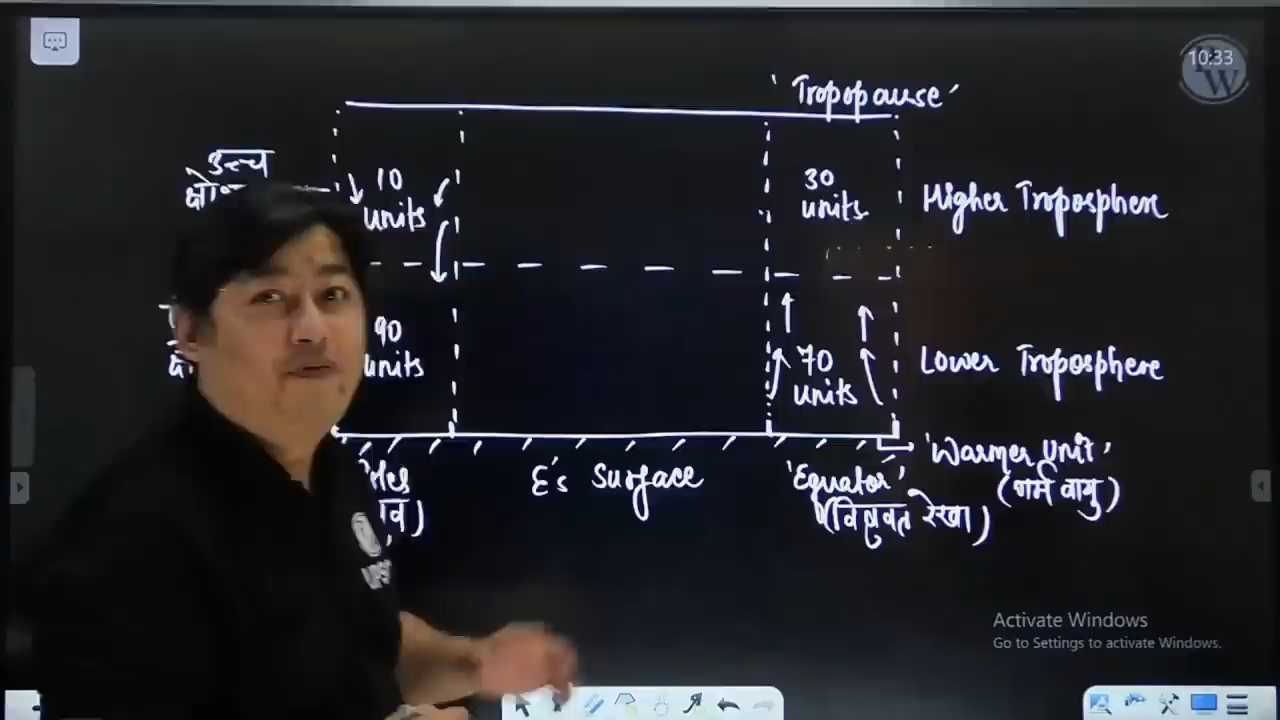 10:33
PW
'Tropopause'
उच्च
10
units
30
units
Higher Troposphere
90
units
70
units
Lower Troposphere
E's Surface
'Equator'
(विषुवत रेखा)
'Warmer Unit'
(गर्म वायु)
Activate Windows
Go to Settings to activate Windows.